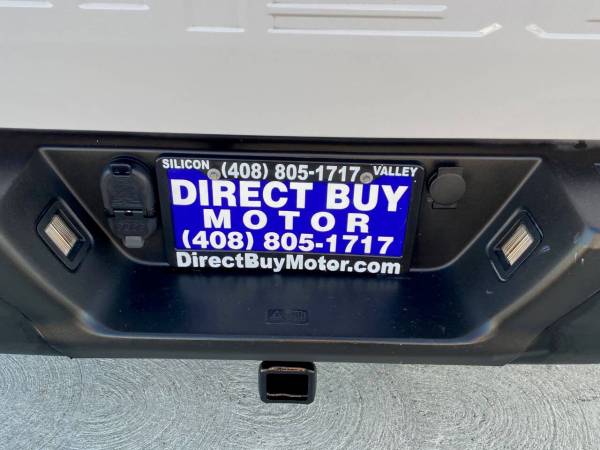 SILICON (408) 805-1717 VALLEY
DIRECT BUY
MOTOR
(408) 805-1717
DirectBuyMotor.com